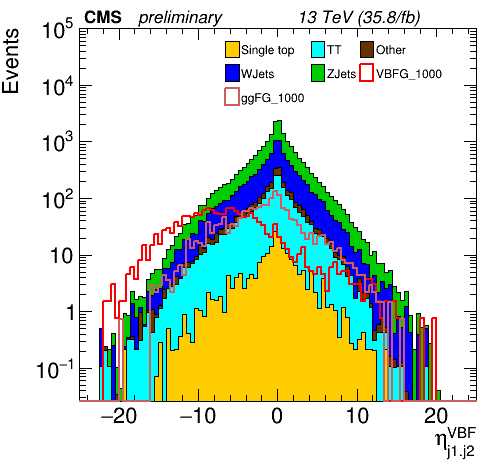 CMS preliminary 13 TeV (35.8/fb)
Events
10^5
10^4
10^3
10^2
10
1
10^−1
Single top TT Other
WJets ZJets VBFG_1000
ggFG_1000
−20 −10 0 10 20
η^VBF_j1.j2